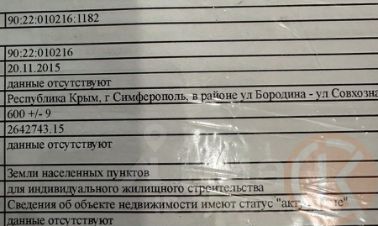 90:22:010216:1182
90:22:010216
20.11.2015
данные отсутствуют
Республика Крым, г Симферополь, в районе ул Бородина - ул Совхозна
600 +/- 9
2642743.15
данные отсутствуют
Земли населенных пунктов
для индивидуального жилищного строительства
Сведения об объекте недвижимости имеют статус "актуальные"
данные отсутствуют